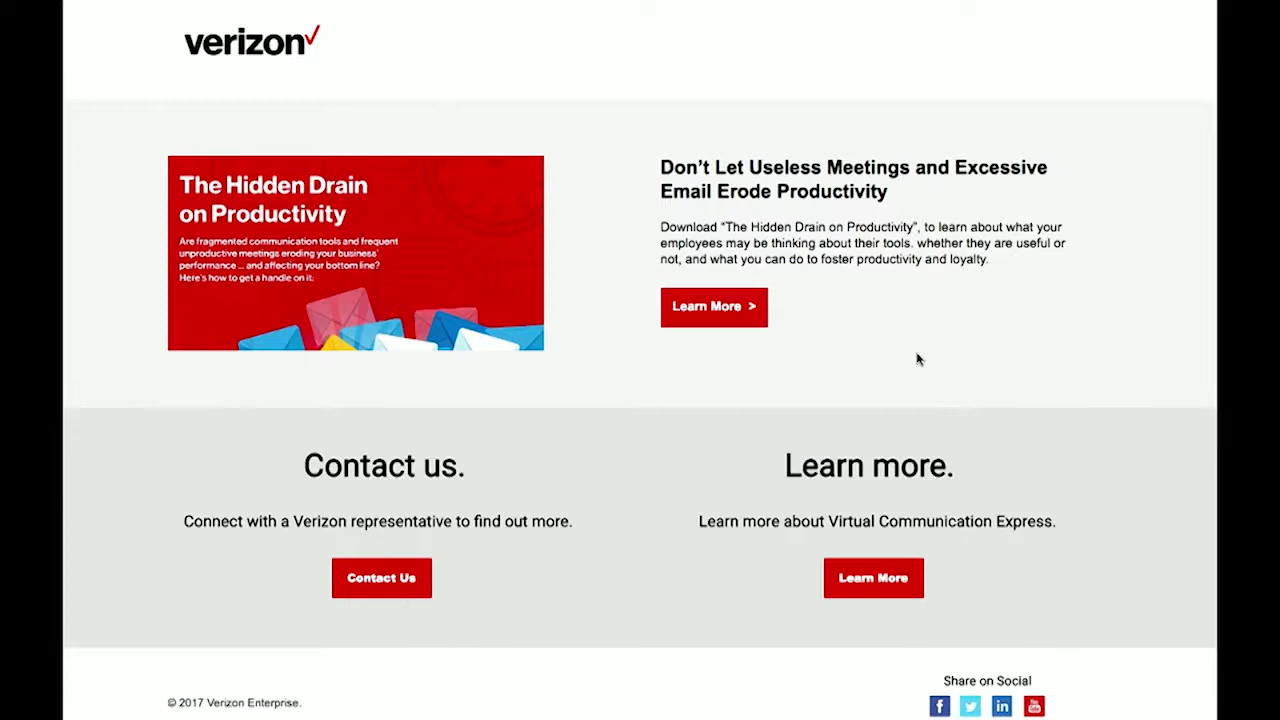 verizon
The Hidden Drain
on Productivity
Are fragmented communication tools and frequent
unproductive meetings eroding your business'
performance ... and affecting your bottom line?
Here's how to get a handle on it.
Don't Let Useless Meetings and Excessive
Email Erode Productivity
Download "The Hidden Drain on Productivity", to learn about what your
employees may be thinking about their tools. whether they are useful or
not, and what you can do to foster productivity and loyalty.
Learn More >
Contact us.
Connect with a Verizon representative to find out more.
Contact Us
Learn more.
Learn more about Virtual Communication Express.
Learn More
© 2017 Verizon Enterprise.
Share on Social
f
in
You